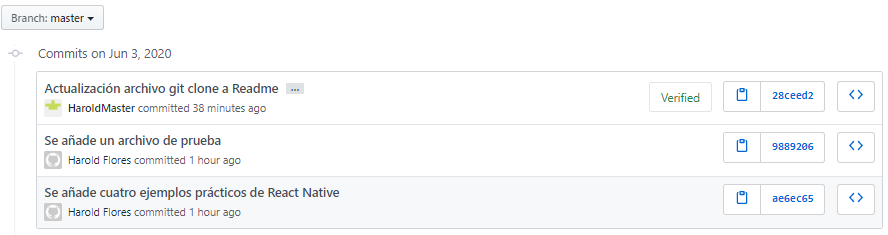 Branch: master
Commits on Jun 3, 2020
Actualización archivo git clone a Readme ...
HaroldMaster committed 38 minutes ago
Verified
28ceed2
Se añade un archivo de prueba
Harold Flores committed 1 hour ago
9889206
Se añade cuatro ejemplos prácticos de React Native
Harold Flores committed 1 hour ago
ae6ec65